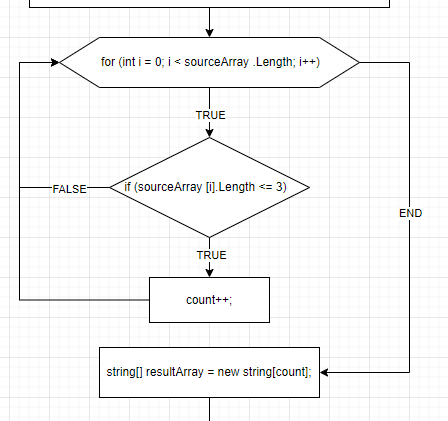 for (int i = 0; i < sourceArray .Length; i++)
TRUE
FALSE
if (sourceArray [i].Length <= 3)
END
TRUE
count++;
string[] resultArray = new string[count];